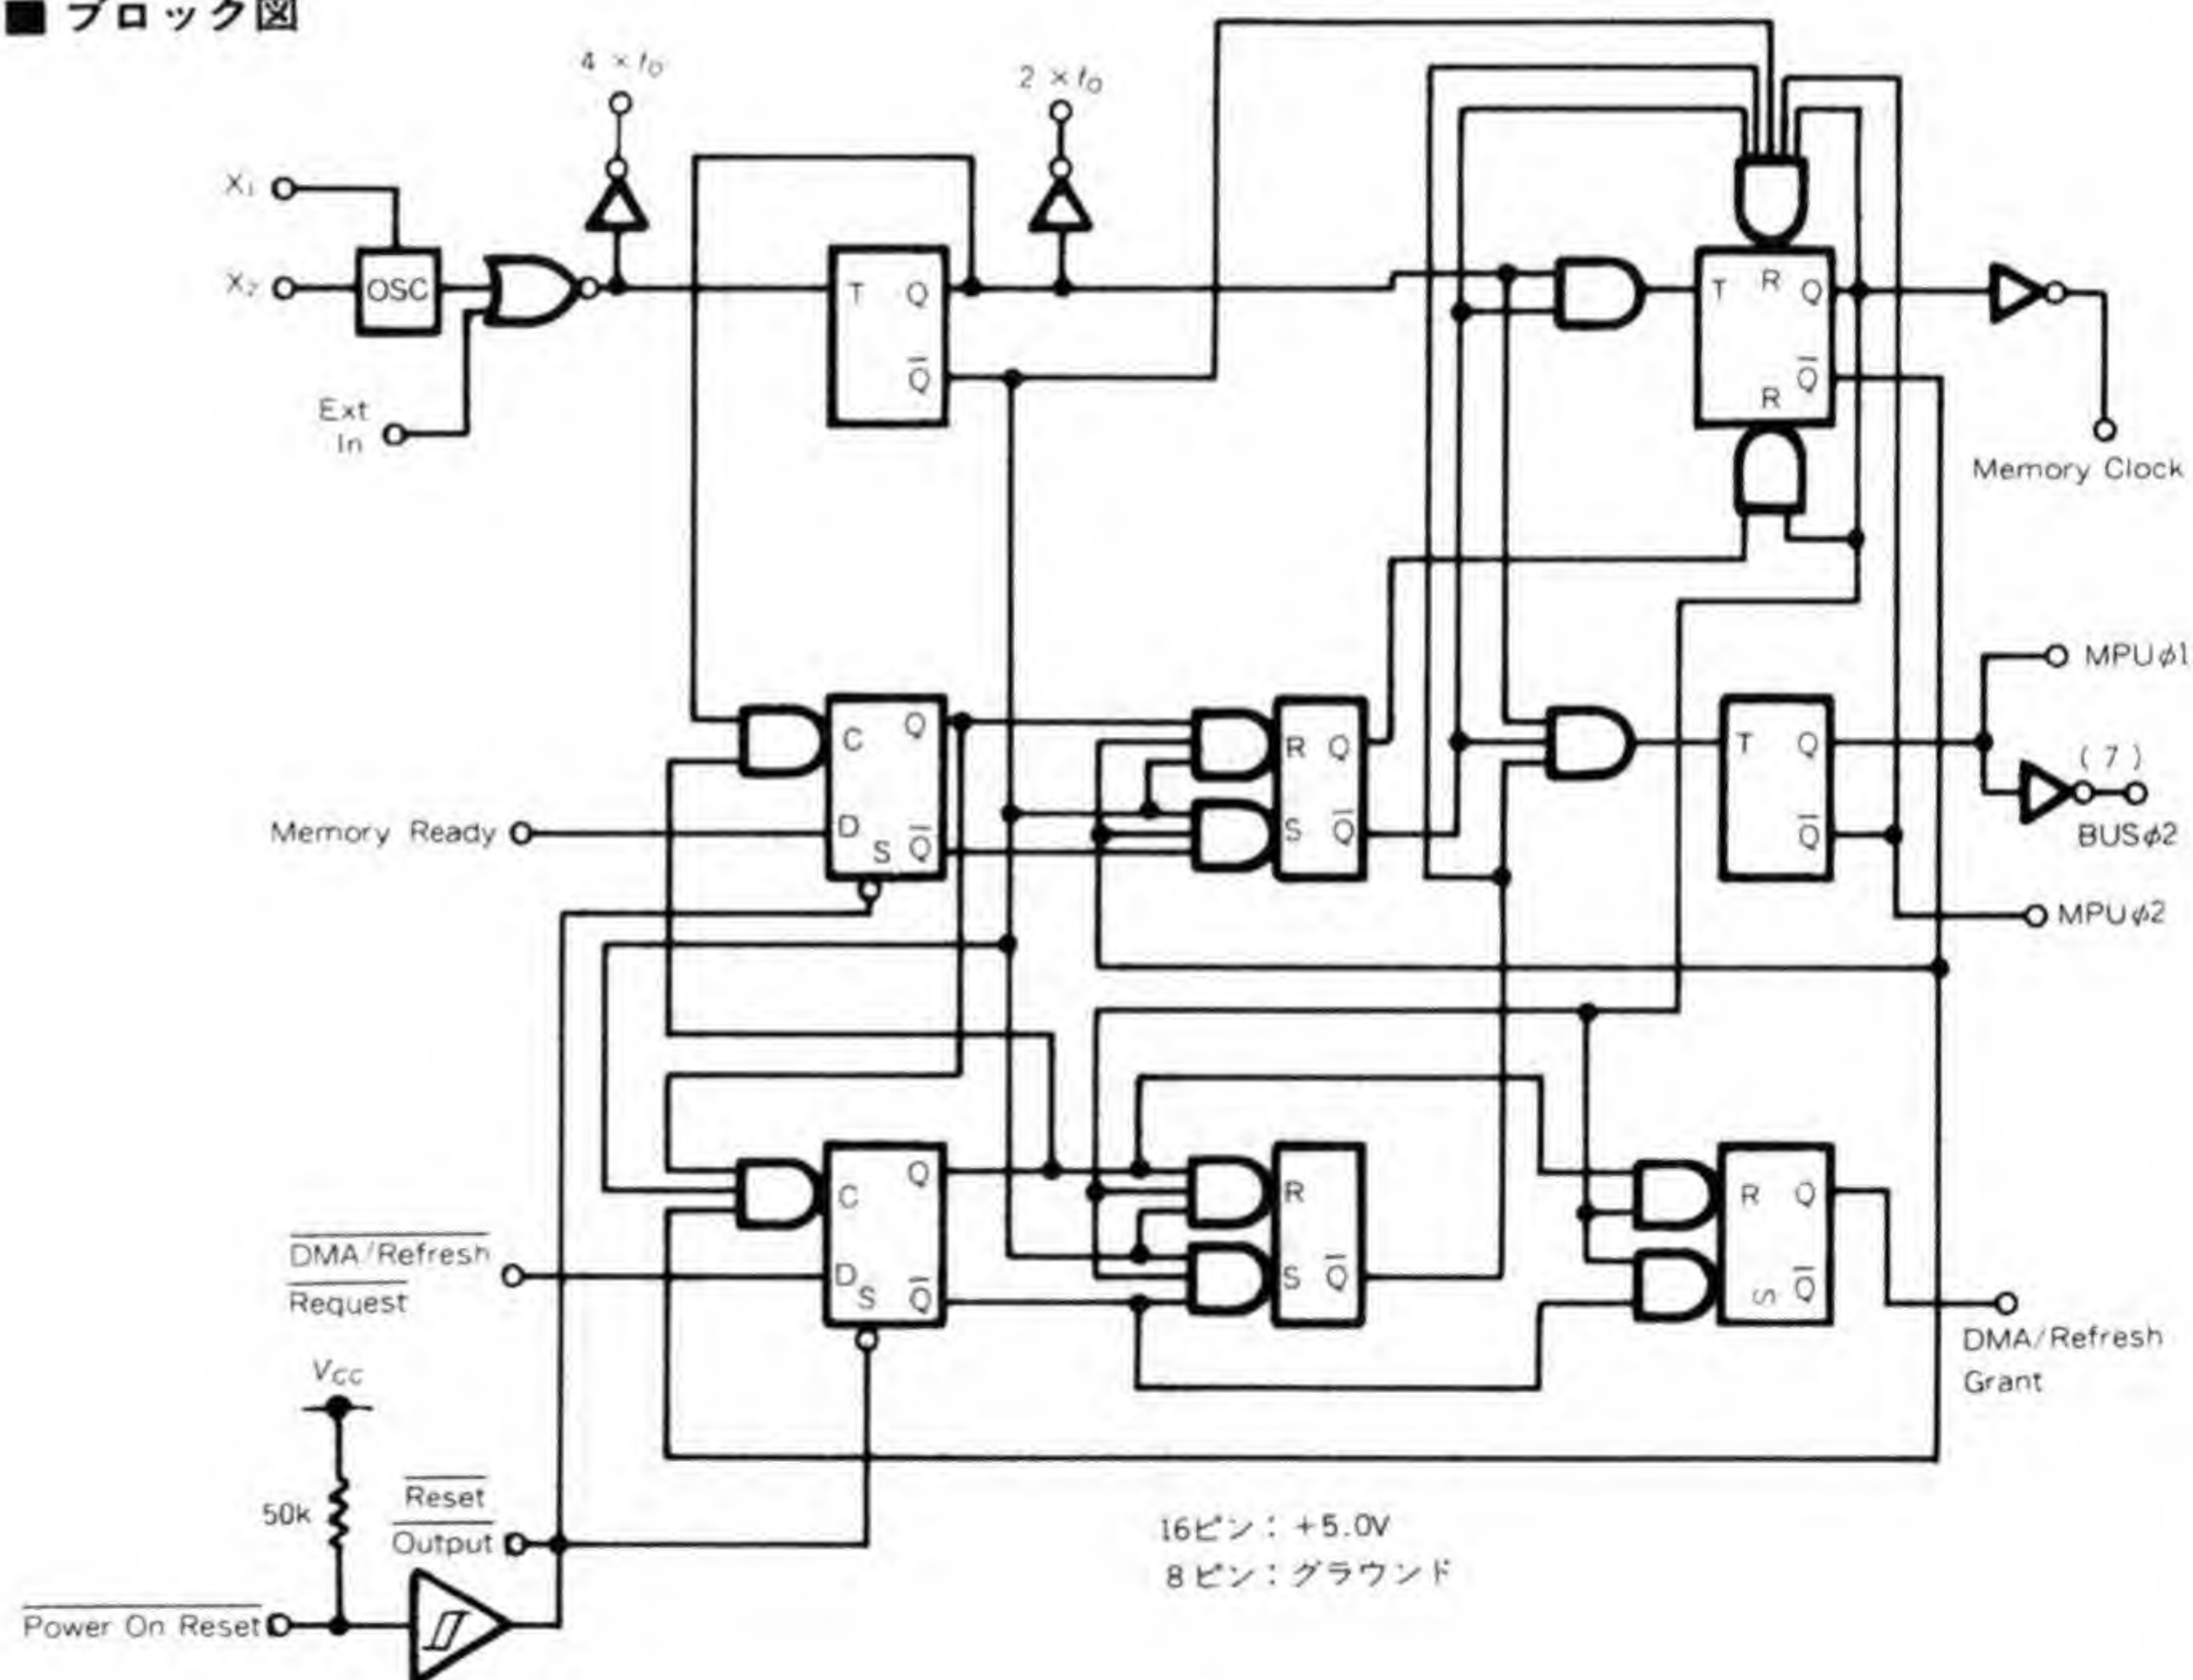 ■ ブロック図
4 × f₀
2 × f₀
X₁
X₂
OSC
Ext
In
T Q
Q̅
T R Q
Q̅
R
Memory Clock
C Q
D
S Q̅
Memory Ready
R Q
S Q̅
T Q
Q̅
MPUφ1
(7)
BUSφ2
MPUφ2
DMA/Refresh
Request
C Q
D
S Q̅
R
S Q̅
R Q
S Q̅
DMA/Refresh
Grant
VCC
50k
Reset
Output
Power On Reset
16ピン：+5.0V
8ピン：グラウンド